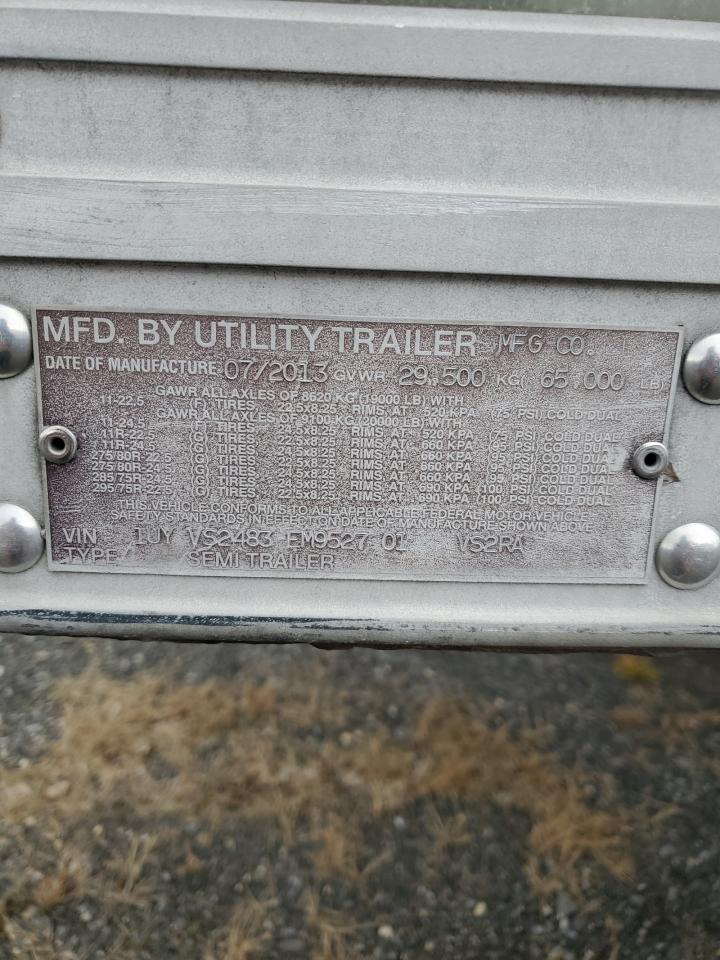 MFD. BY UTILITY TRAILER MFG CO.
DATE OF MANUFACTURE 07/2013 GVWR 29,500 KG( 65,000 LB)
GAWR ALL AXLES OF 8620 KG (19000 LB) WITH
11-22.5 TIRES 22.5x8.25 RIMS AT 520 KPA (75 PSI) COLD DUAL
GAWR ALL AXLES OF 9100 KG (20000 LB) WITH
11-24.5 TIRES 24.5x8.25 RIMS AT 520 KPA (75 PSI) COLD DUAL
11R-22.5 (G) TIRES 22.5x8.25 RIMS AT KPA PSI) COLD DUAL
11R-24.5 (G) TIRES 24.5x8.25 RIMS AT KPA PSI) COLD DUAL
275/80R-22.5 (G) TIRES 22.5x8.25 RIMS AT 660 KPA (95 PSI) COLD DUAL
275/80R-24.5 (G) TIRES 24.5x8.25 RIMS AT 660 KPA (95 PSI) COLD DUAL
285/75R-24.5 (G) TIRES 24.5x8.25 RIMS AT 660 KPA (95 PSI) COLD DUAL
295/75R-22.5 (G) TIRES 22.5x8.25 RIMS AT 690 KPA (100 PSI) COLD DUAL
THIS VEHICLE CONFORMS TO ALL APPLICABLE FEDERAL MOTOR VEHICLE
SAFETY STANDARDS IN EFFECT ON DATE OF MANUFACTURE SHOWN ABOVE
VIN 1UY VS2483 EM9527 01 VS2RA
TYPE SEMI TRAILER